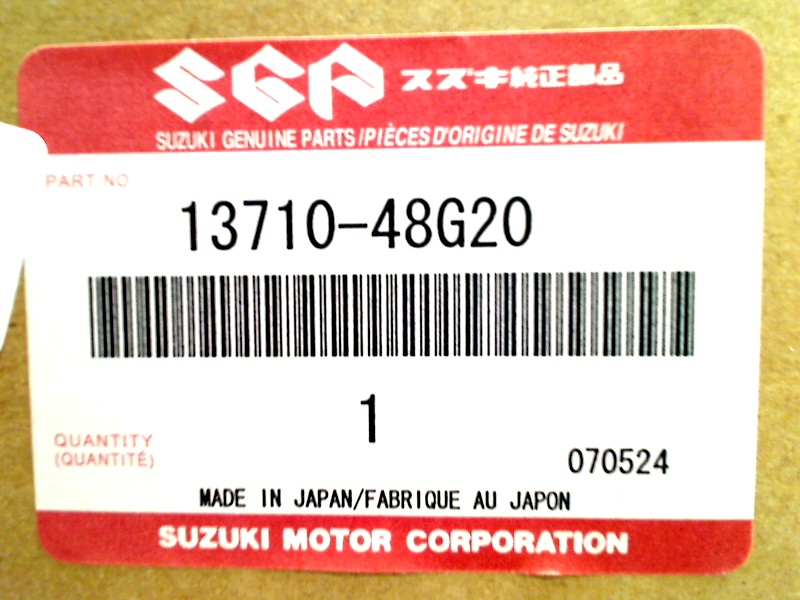 SGP スズキ純正部品
SUZUKI GENUINE PARTS/PIÈCES D'ORIGINE DE SUZUKI
PART NO
13710-48G20
1
QUANTITY
(QUANTITÉ)
070524
MADE IN JAPAN/FABRIQUE AU JAPON
SUZUKI MOTOR CORPORATION